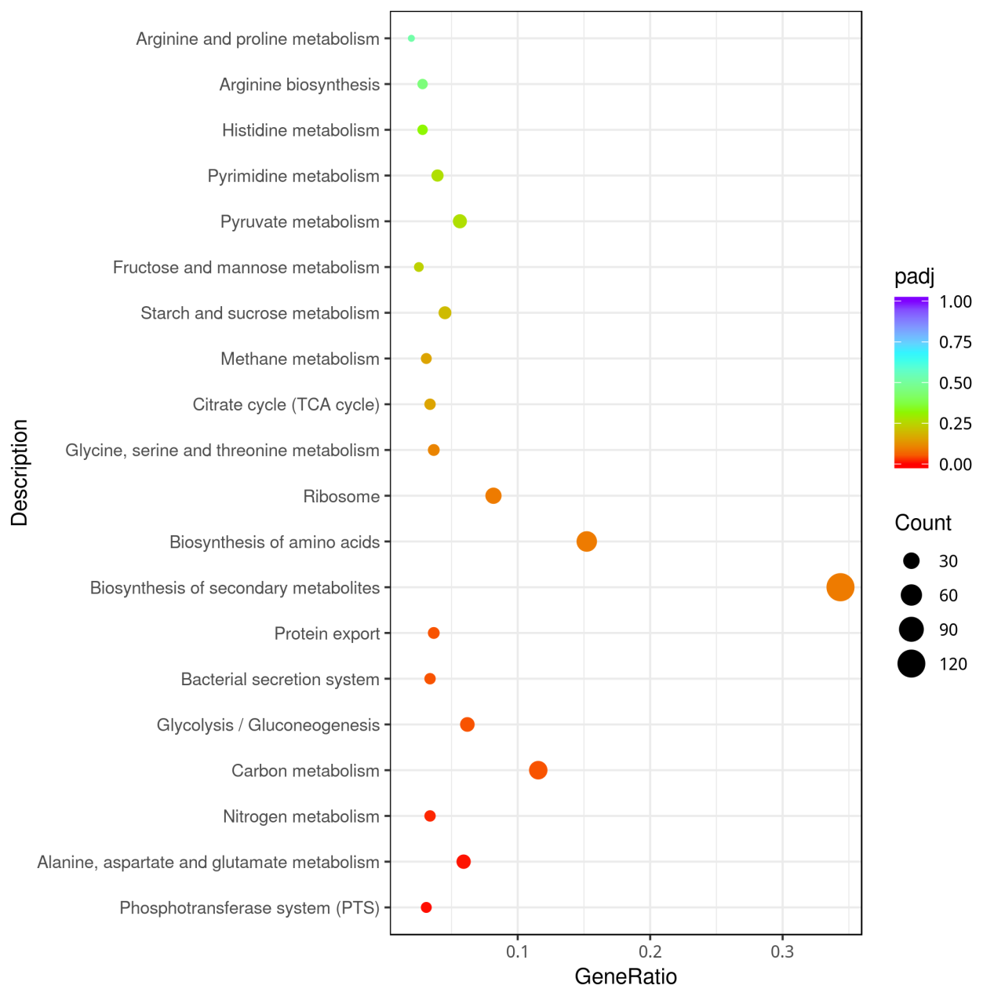 Arginine and proline metabolism
Arginine biosynthesis
Histidine metabolism
Pyrimidine metabolism
Pyruvate metabolism
Fructose and mannose metabolism
Starch and sucrose metabolism
Methane metabolism
Citrate cycle (TCA cycle)
Glycine, serine and threonine metabolism
Ribosome
Biosynthesis of amino acids
Biosynthesis of secondary metabolites
Protein export
Bacterial secretion system
Glycolysis / Gluconeogenesis
Carbon metabolism
Nitrogen metabolism
Alanine, aspartate and glutamate metabolism
Phosphotransferase system (PTS)
Description
0.1 0.2 0.3
GeneRatio
padj
1.00
0.75
0.50
0.25
0.00
Count
30
60
90
120